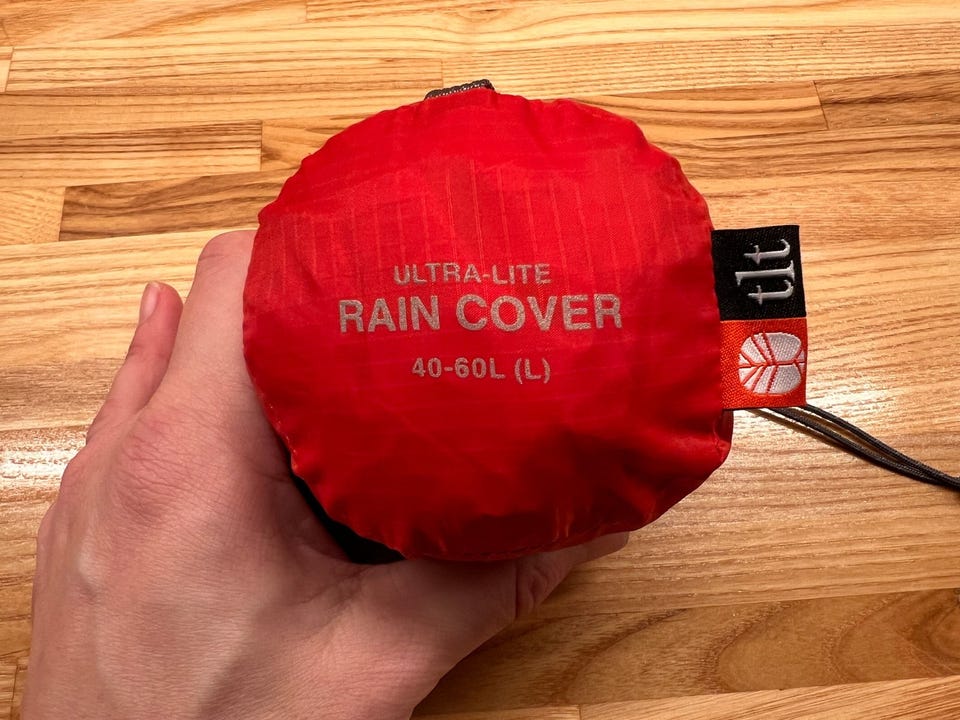 ULTRA-LITE
RAIN COVER
40-60L (L)
tlt